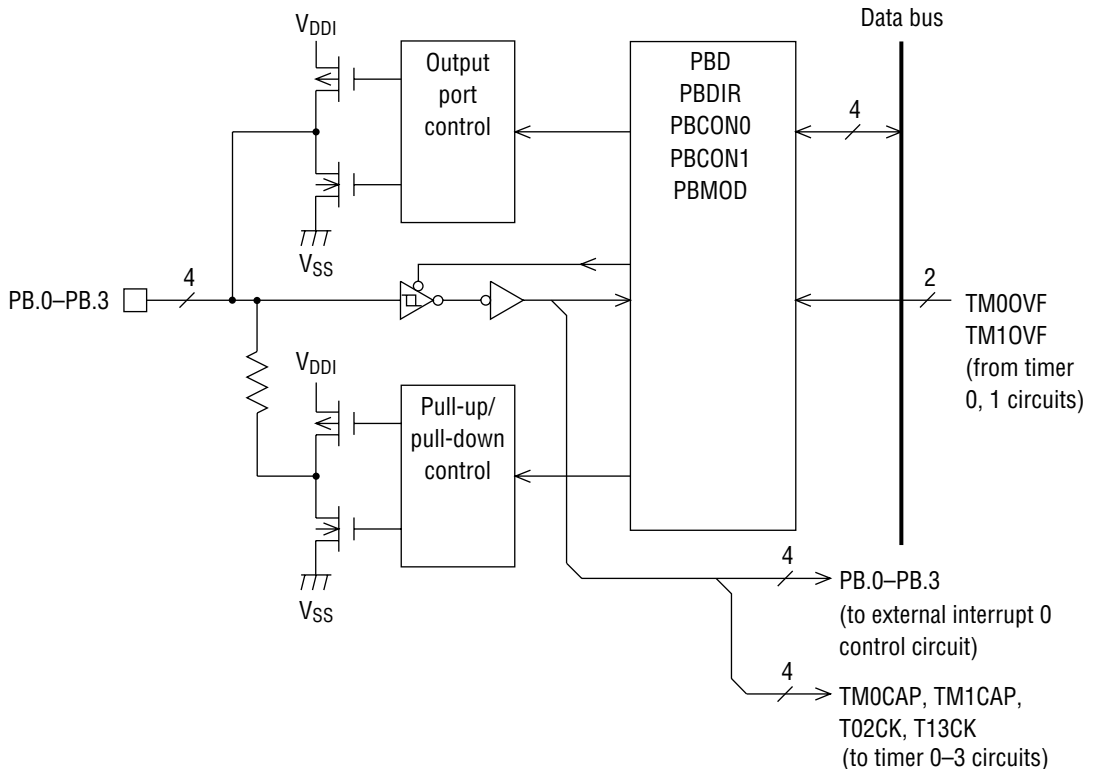 Data bus
VDDI
Output
port
control
PBD
PBDIR
PBCON0
PBCON1
PBMOD
4
VSS
PB.0–PB.3
4
2
TM0OVF
TM1OVF
(from timer
0, 1 circuits)
VDDI
Pull-up/
pull-down
control
VSS
4
PB.0–PB.3
(to external interrupt 0
control circuit)
4
TM0CAP, TM1CAP,
T02CK, T13CK
(to timer 0–3 circuits)